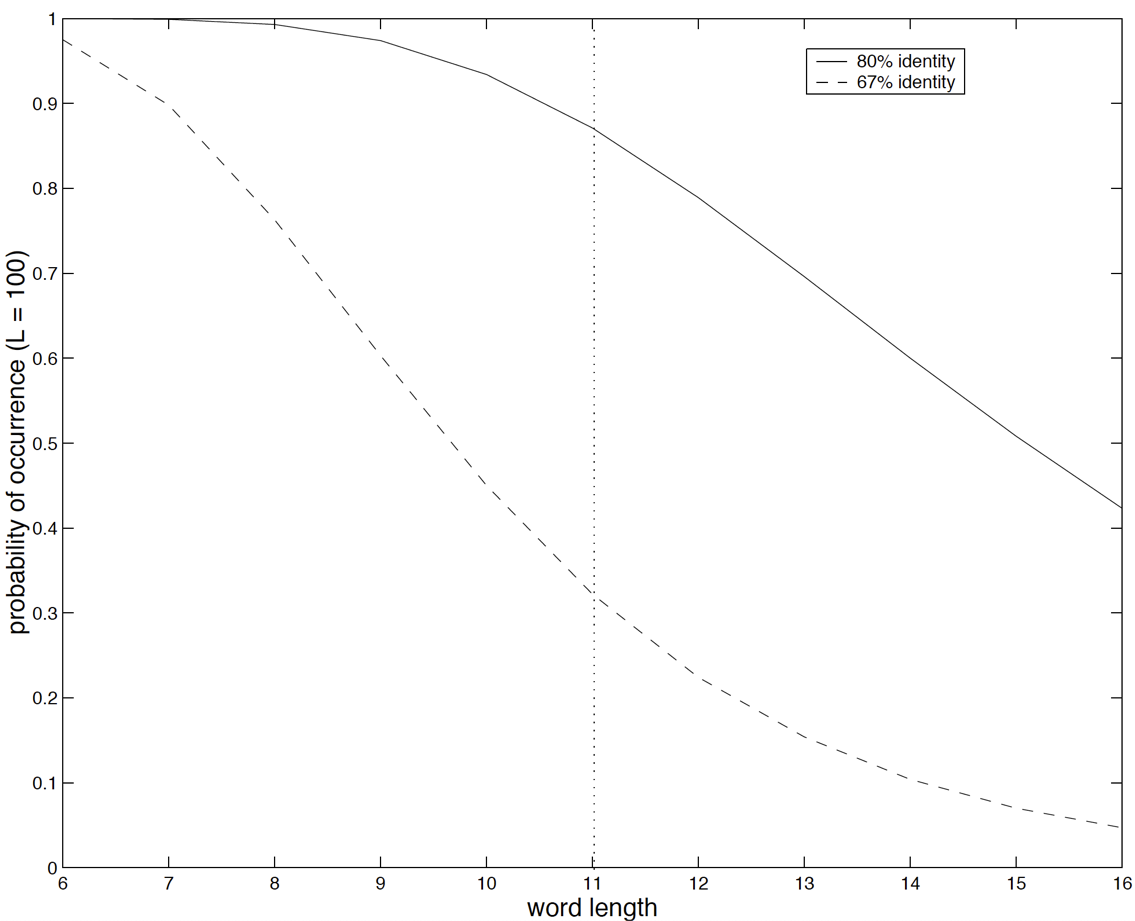 80% identity
67% identity
probability of occurrence (L = 100)
1
0.9
0.8
0.7
0.6
0.5
0.4
0.3
0.2
0.1
0
6 7 8 9 10 11 12 13 14 15 16
word length